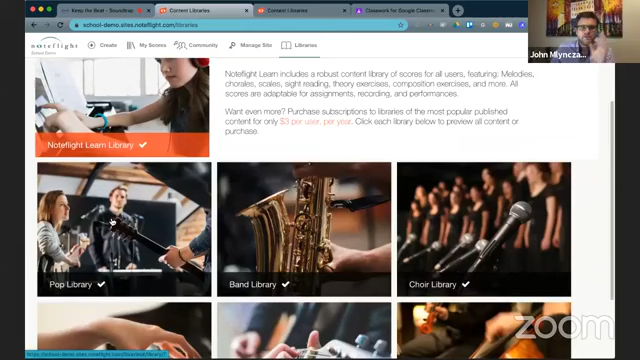 Keep the Beat - Soundtrap
Content Libraries
Content Libraries
Classwork for Google Classroom
school-demo.sites.noteflight.com/libraries
John Mlyncza...
noteflight
School Demo
Create
My Scores
Community
Manage Site
Libraries
Noteflight Learn includes a robust content library of scores for all users, featuring: Melodies,
chorales, scales, sight reading, theory exercises, composition exercises, and more. All
scores are adaptable for assignments, recording, and performances.
Want even more? Purchase subscriptions to libraries of the most popular published
content for only $3 per user, per year. Click each library below to preview all content or
purchase.
Noteflight Learn Library
Pop Library
Band Library
Choir Library
zoom